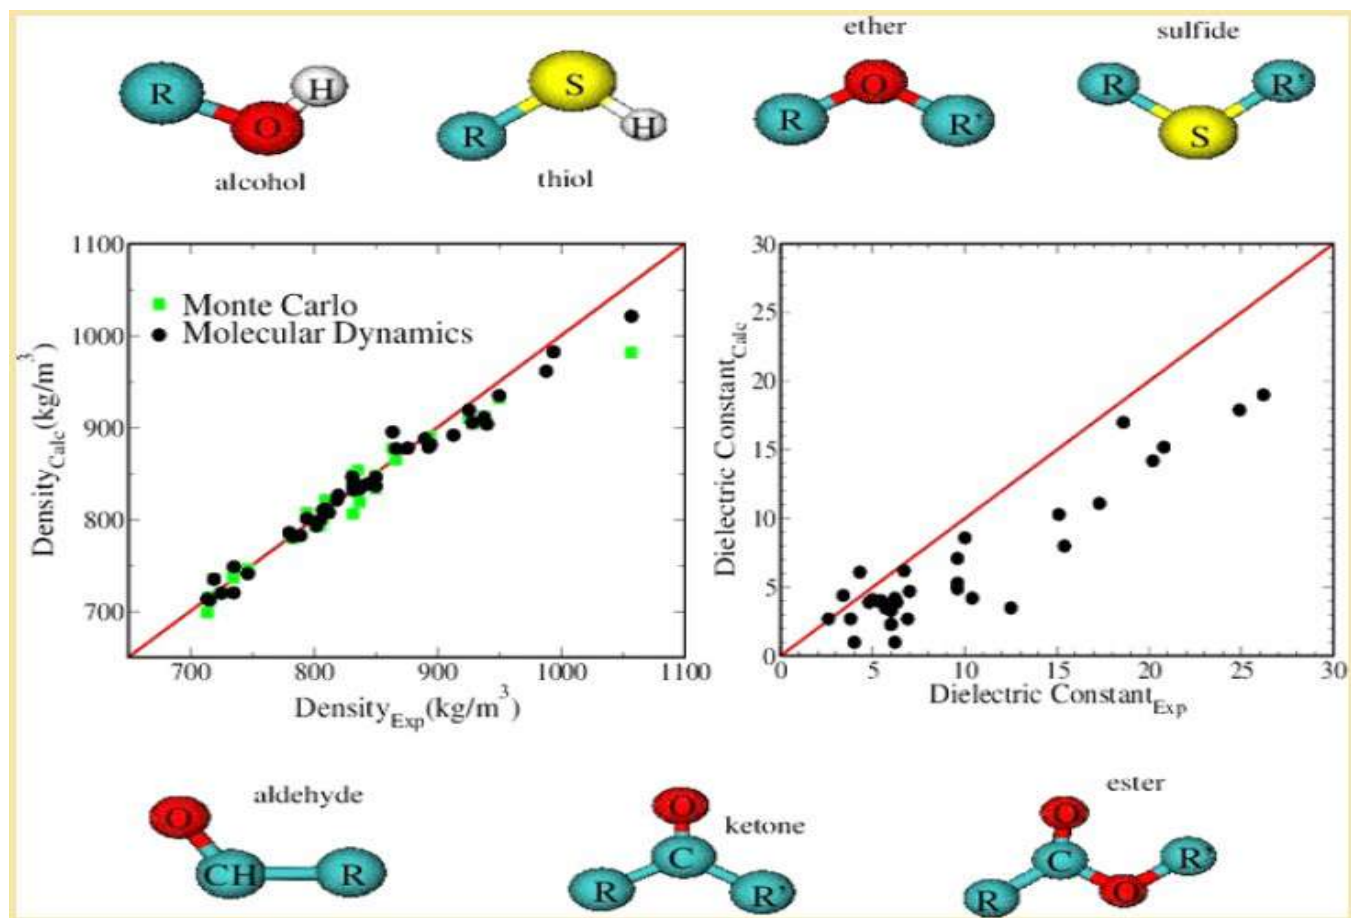 ether
sulfide
R
O
H
alcohol
R
S
H
thiol
R
O
R'
R
S
R'
1100
1000
900
800
700
Density_Calc(kg/m³)
Monte Carlo
Molecular Dynamics
700
800
900
1000
1100
Density_Exp(kg/m³)
30
25
20
15
10
5
0
Dielectric Constant_Calc
0
5
10
15
20
25
30
Dielectric Constant_Exp
aldehyde
O
CH
R
ketone
O
C
R
R'
ester
O
C
R
O
R'